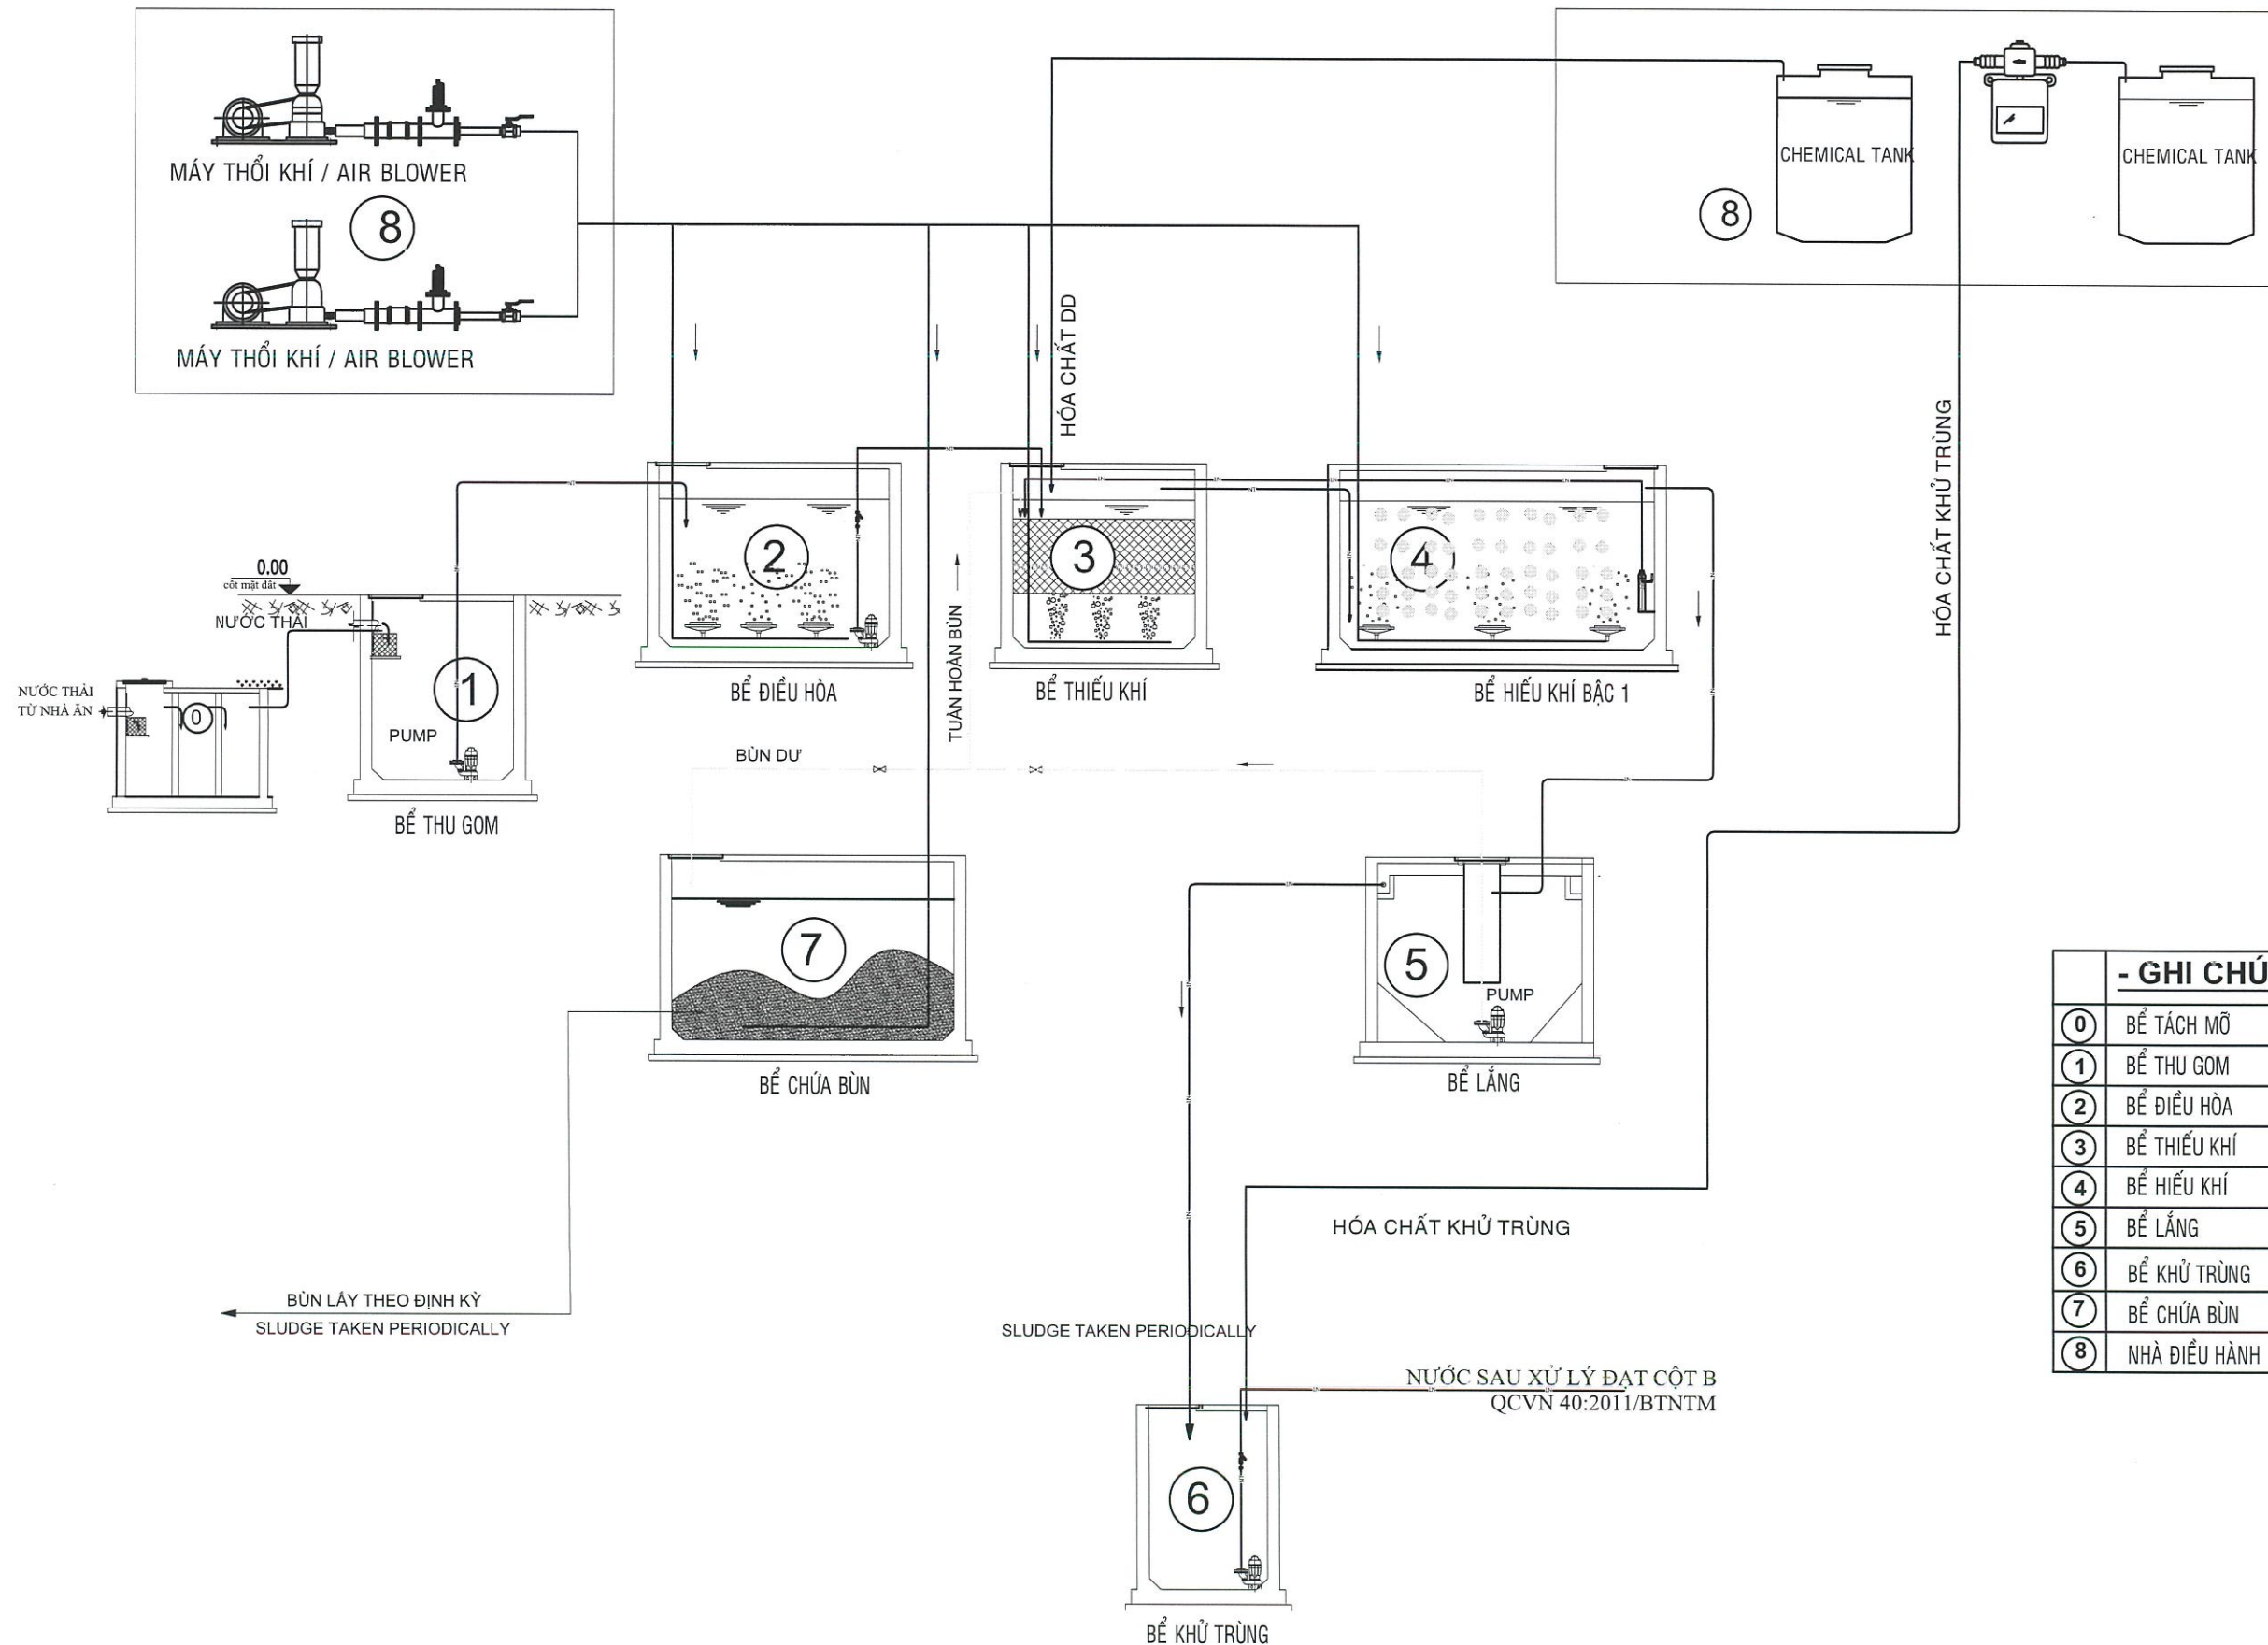 MÁY THỔI KHÍ / AIR BLOWER
8
MÁY THỔI KHÍ / AIR BLOWER
CHEMICAL TANK
CHEMICAL TANK
8
HÓA CHẤT DD
HÓA CHẤT KHỬ TRÙNG
0.00
cốt mặt đất
NƯỚC THẢI
NƯỚC THẢI
TỪ NHÀ ĂN
0
1
PUMP
BỂ THU GOM
2
BỂ ĐIỀU HÒA
3
BỂ THIẾU KHÍ
4
BỂ HIẾU KHÍ BẬC 1
TUẦN HOÀN BÙN
BÙN DƯ
7
BỂ CHỨA BÙN
5
PUMP
BỂ LẮNG
HÓA CHẤT KHỬ TRÙNG
BÙN LẤY THEO ĐỊNH KỲ
SLUDGE TAKEN PERIODICALLY
SLUDGE TAKEN PERIODICALLY
NƯỚC SAU XỬ LÝ ĐẠT CỘT B
QCVN 40:2011/BTNTM
6
BỂ KHỬ TRÙNG
- GHI CHÚ
0 BỂ TÁCH MỠ
1 BỂ THU GOM
2 BỂ ĐIỀU HÒA
3 BỂ THIẾU KHÍ
4 BỂ HIẾU KHÍ
5 BỂ LẮNG
6 BỂ KHỬ TRÙNG
7 BỂ CHỨA BÙN
8 NHÀ ĐIỀU HÀNH